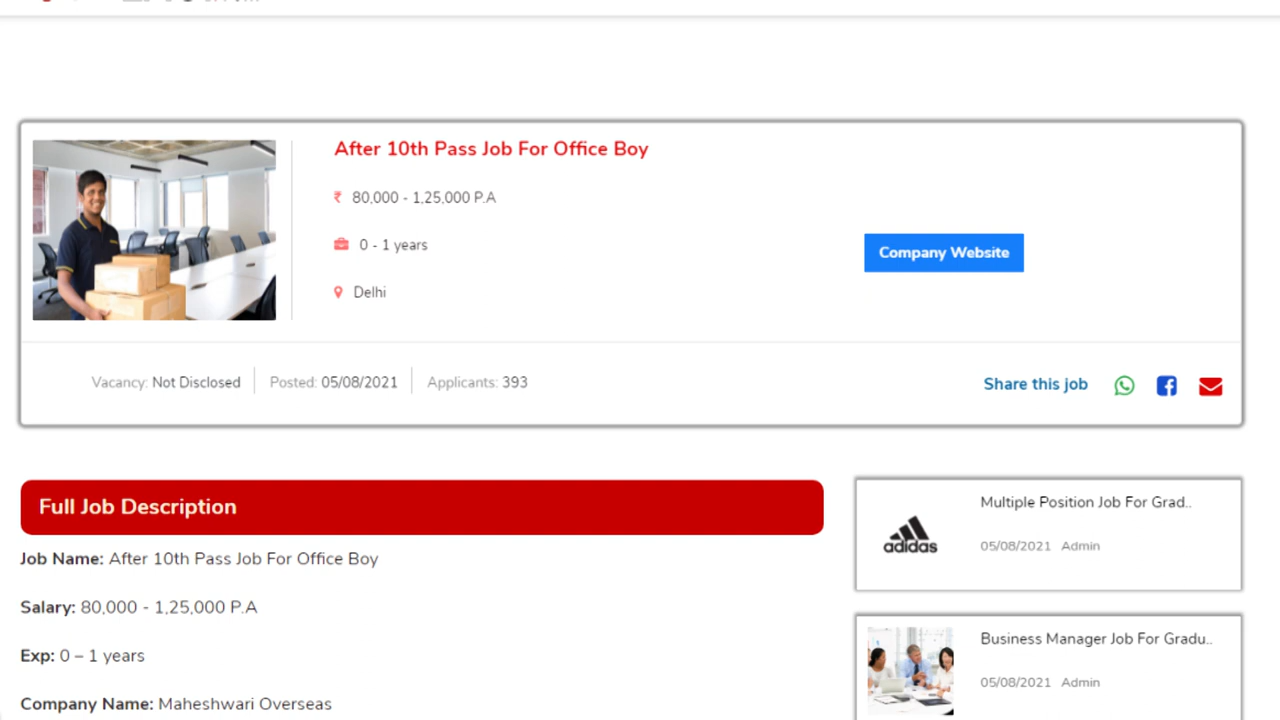 After 10th Pass Job For Office Boy
₹ 80,000 - 1,25,000 P.A
0 - 1 years
Company Website
Delhi
Vacancy: Not Disclosed
Posted: 05/08/2021
Applicants: 393
Share this job
Full Job Description
Job Name: After 10th Pass Job For Office Boy
Salary: 80,000 - 1,25,000 P.A
Exp: 0 – 1 years
Company Name: Maheshwari Overseas
adidas
Multiple Position Job For Grad..
05/08/2021 Admin
Business Manager Job For Gradu..
05/08/2021 Admin